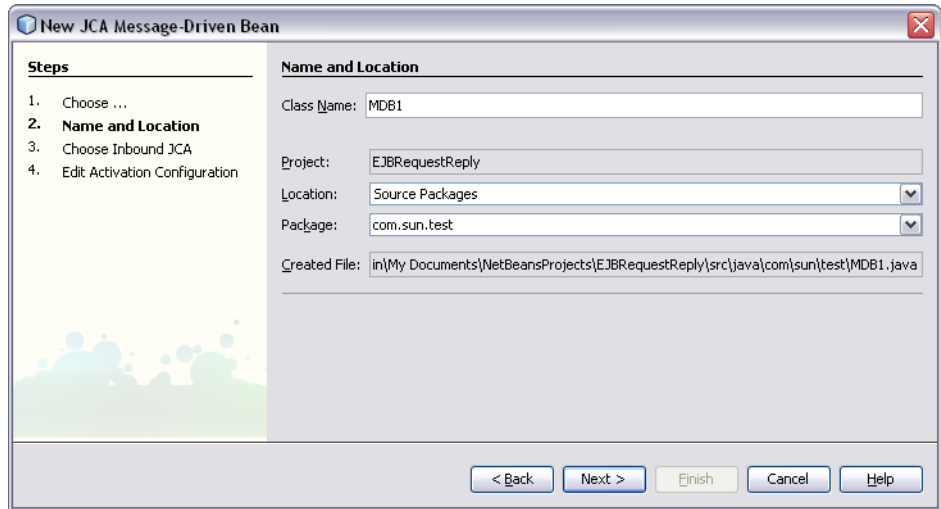 New JCA Message-Driven Bean
Steps
1. Choose ...
2. Name and Location
3. Choose Inbound JCA
4. Edit Activation Configuration
Name and Location
Class Name: MDB1
Project: EJBRequestReply
Location: Source Packages
Package: com.sun.test
Created File: in\My Documents\NetBeansProjects\EJBRequestReply\src\java\com\sun\test\MDB1.java
< Back Next > Finish Cancel Help